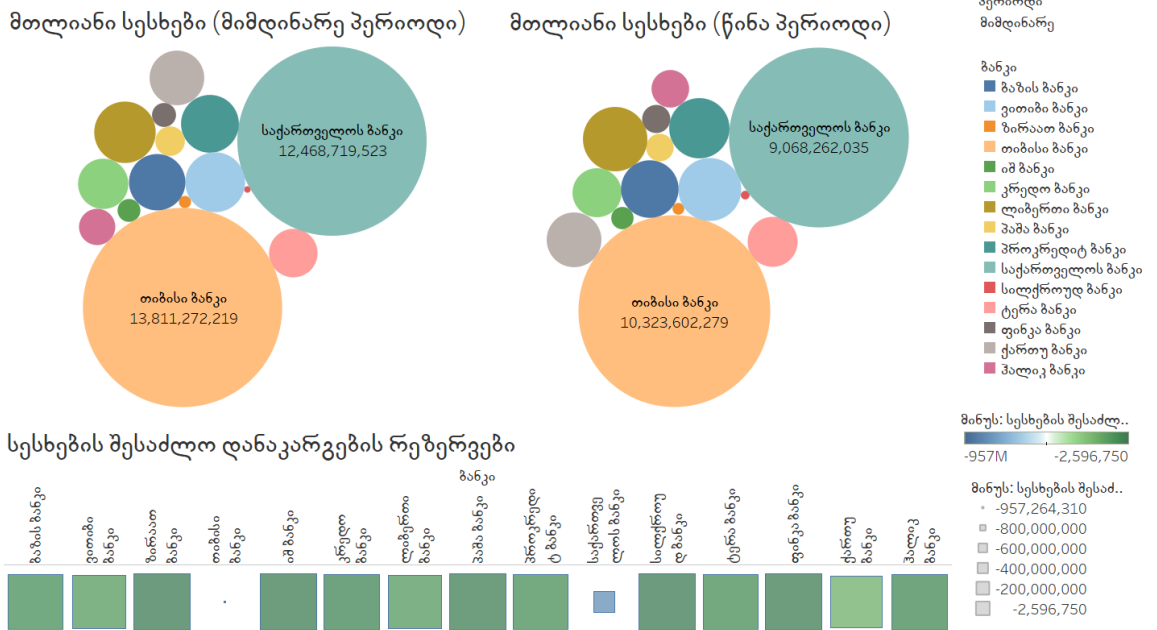 მთლიანი სესხები (მიმდინარე პერიოდი)
საქართველოს ბანკი
12,468,719,523
თიბისი ბანკი
13,811,272,219
მთლიანი სესხები (წინა პერიოდი)
საქართველოს ბანკი
9,068,262,035
თიბისი ბანკი
10,323,602,279
პერიოდი
მიმდინარე
ბანკი
ბაზის ბანკი
ვითიბი ბანკი
ზირაათ ბანკი
თიბისი ბანკი
იშ ბანკი
კრედო ბანკი
ლიბერთი ბანკი
პაშა ბანკი
პროკრედიტ ბანკი
საქართველოს ბანკი
სილქროუდ ბანკი
ტერა ბანკი
ფინკა ბანკი
ქართუ ბანკი
ჰალიკ ბანკი
მინუს: სესხების შესაძლ..
-957M -2,596,750
მინუს: სესხების შესაძ..
-957,264,310
-800,000,000
-600,000,000
-400,000,000
-200,000,000
-2,596,750
სესხების შესაძლო დანაკარგების რეზერვები
ბანკი
ბაზის ბანკი
ვითიბი
ბანკი
ზირაათ
ბანკი
თიბისი
ბანკი
იშ ბანკი
კრედო
ბანკი
ლიბერთი
ბანკი
პაშა ბანკი
პროკრედი
ტ ბანკი
საქართვე
ლოს ბანკი
სილქროუ
დ ბანკი
ტერა ბანკი
ფინკა ბანკი
ქართუ
ბანკი
ჰალიკ
ბანკი